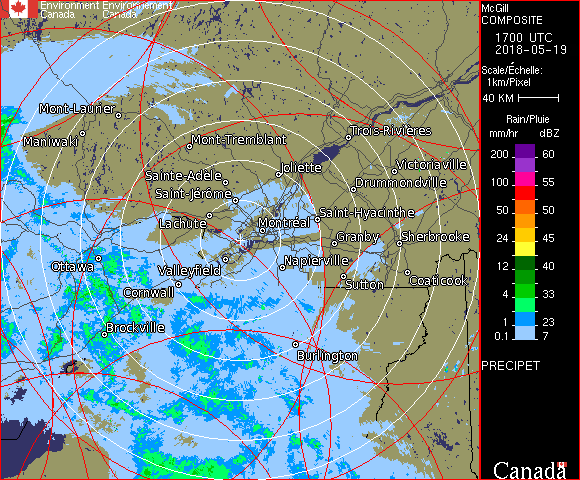 Environment Environnement
Canada Canada
McGill
COMPOSITE
1700 UTC
2018-05-19
Scale/Échelle:
1km/Pixel
40 KM
Rain/Pluie
mm/hr dBZ
200 60
100 55
50 50
24 45
12 40
4 33
1 23
0.1 7
PRECIPET
Canada
Mont-Laurier
Maniwaki
Mont-Tremblant
Trois-Rivières
Sainte-Adèle
Joliette
Victoriaville
Saint-Jérôme
Drummondville
Lachute
Montréal
Saint-Hyacinthe
Granby
Sherbrooke
Ottawa
Valleyfield
Napierville
Cornwall
Sutton
Coaticook
Brockville
Burlington